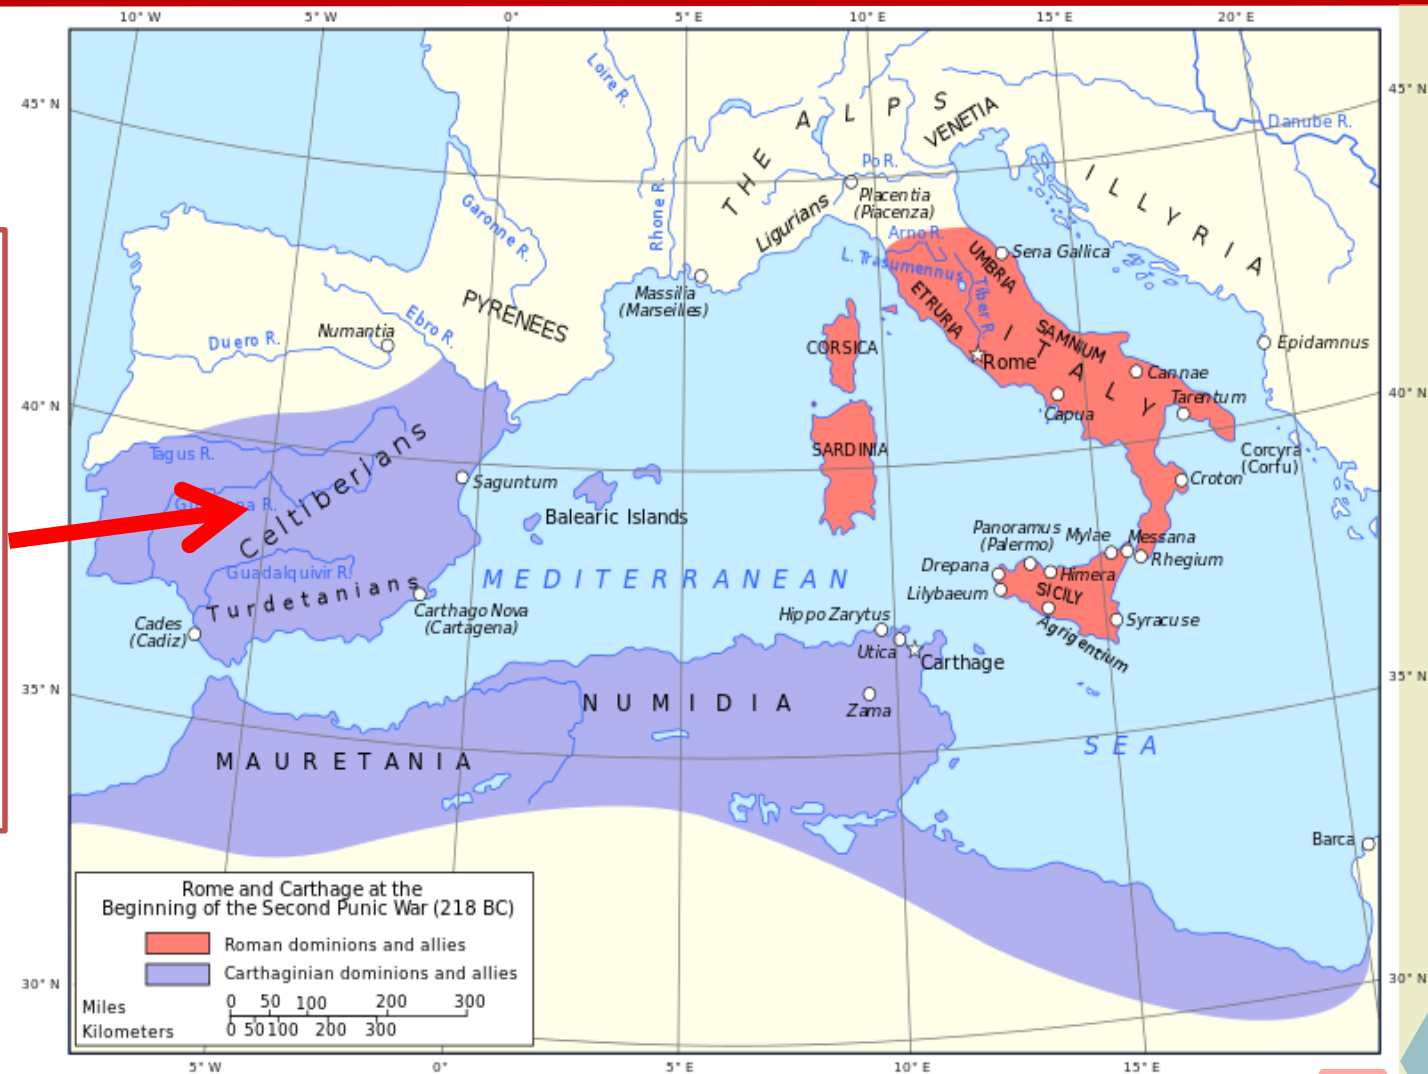 10° W 5° W 0° 5° E 10° E 15° E 20° E
45° N
45° N
Loire R.
THE ALPS
VENETIA
Danube R.
Po R.
Placentia
(Piacenza)
Ligurians
ILLYRIA
Garonne R.
Rhone R.
Arno R.
L. Trasumennus
UMBRIA
Sena Gallica
Massilia
(Marseilles)
PYRENEES
ETRURIA
Tiber R.
Numantia
Ebro R.
Duero R.
CORSICA
ITALY
SAMNIUM
Rome
Epidamnus
Cannae
40° N
40° N
Capua
Tarentum
Tagus R.
Celtiberians
SARDINIA
Corcyra
(Corfu)
Saguntum
Croton
Balearic Islands
Panoramus
(Palermo)
Mylae
Messana
Rhegium
Guadalquivir R.
MEDITERRANEAN
Drepana
Himera
Lilybaeum
SICILY
Turdetanians
Carthago Nova
(Cartagena)
Cades
(Cadiz)
Hippo Zarytus
Syracuse
Agrigentium
Utica
Carthage
35° N
35° N
NUMIDIA
Zama
MAURETANIA
SEA
Barca
Rome and Carthage at the
Beginning of the Second Punic War (218 BC)
Roman dominions and allies
Carthaginian dominions and allies
30° N
30° N
Miles 0 50 100 200 300
Kilometers 0 50 100 200 300
5° W 0° 5° E 10° E 15° E